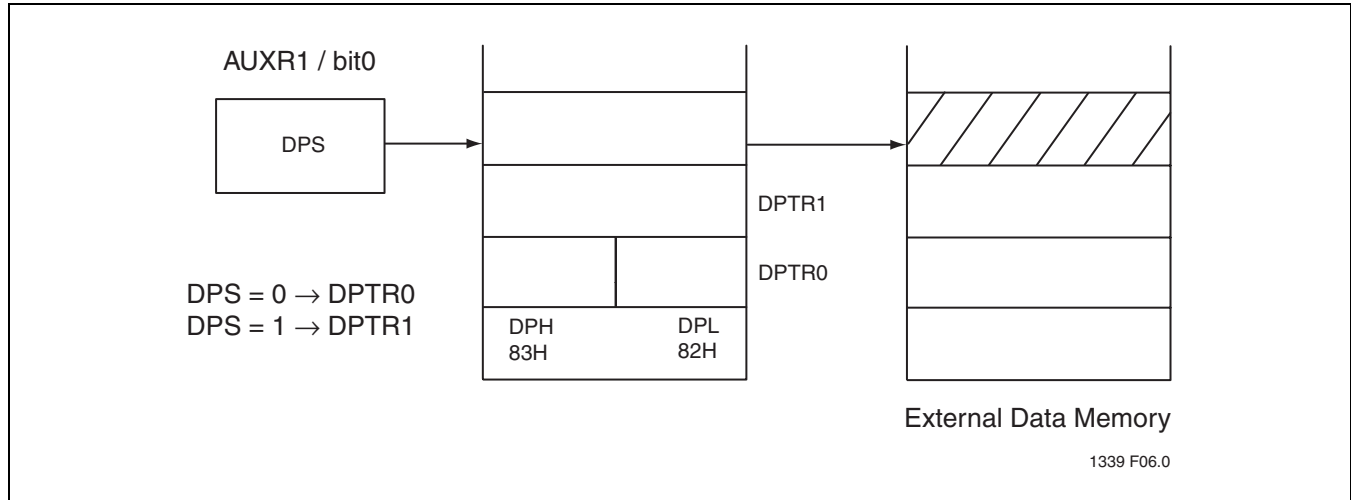 AUXR1 / bit0
DPS
DPTR1
DPTR0
DPS = 0 → DPTR0
DPS = 1 → DPTR1
DPH
83H
DPL
82H
External Data Memory
1339 F06.0